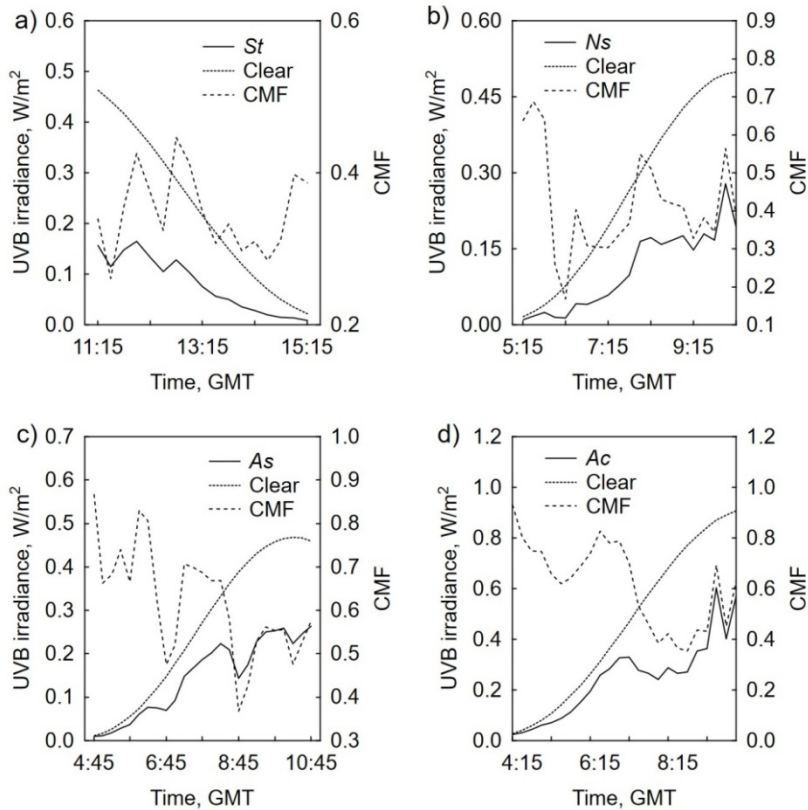 a)
0.6
0.5
0.4
0.3
0.2
0.1
0.0
UVB irradiance, W/m²
St
Clear
CMF
0.6
0.4
0.2
CMF
11:15 13:15 15:15
Time, GMT
b)
0.60
0.45
0.30
0.15
0.00
UVB irradiance, W/m²
Ns
Clear
CMF
0.9
0.8
0.7
0.6
0.5
0.4
0.3
0.2
0.1
CMF
5:15 7:15 9:15
Time, GMT
c)
0.7
0.6
0.5
0.4
0.3
0.2
0.1
0.0
UVB irradiance, W/m²
As
Clear
CMF
1.0
0.9
0.8
0.7
0.6
0.5
0.4
0.3
CMF
4:45 6:45 8:45 10:45
Time, GMT
d)
1.2
1.0
0.8
0.6
0.4
0.2
0.0
UVB irradiance, W/m²
Ac
Clear
CMF
1.2
1.0
0.8
0.6
0.4
0.2
0.0
CMF
4:15 6:15 8:15
Time, GMT